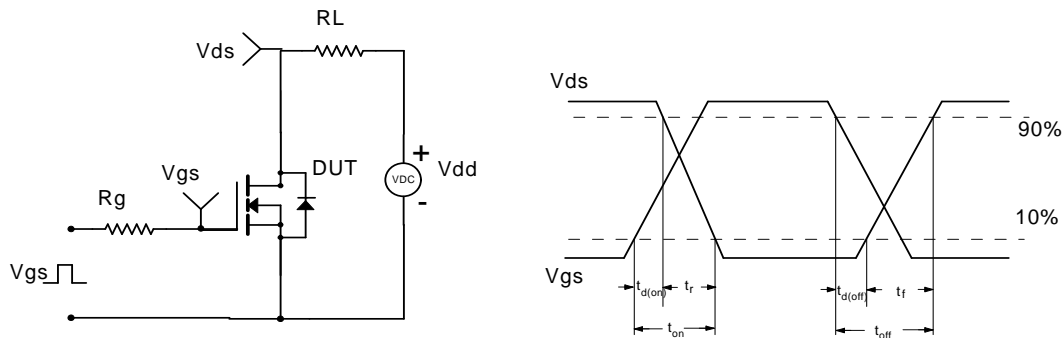 RL
Vds
Vgs
DUT
+
VDC
Vdd
-
Rg
Vgs
Vds
90%
10%
Vgs
td(on)
tr
ton
td(off)
tf
toff